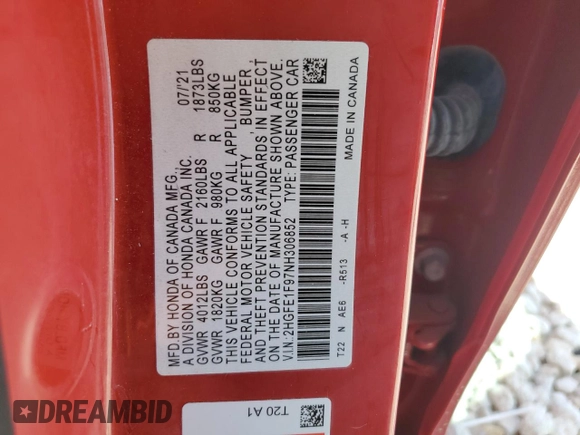 MFD.BY HONDA OF CANADA MFG., 07/'21
A DIVISION OF HONDA CANADA INC.
GVWR 4012LBS GAWR F 2160LBS R 1873LBS
GVWR 1820KG GAWR F 980KG R 850KG
THIS VEHICLE CONFORMS TO ALL APPLICABLE
FEDERAL MOTOR VEHICLE SAFETY, BUMPER,
AND THEFT PREVENTION STANDARDS IN EFFECT
ON THE DATE OF MANUFACTURE SHOWN ABOVE.
V.I.N.: 2HGFE1F97NH306852 TYPE: PASSENGER CAR
T22 N AE6 -R513 -A -H MADE IN CANADA
T20 A1
DREAMBID